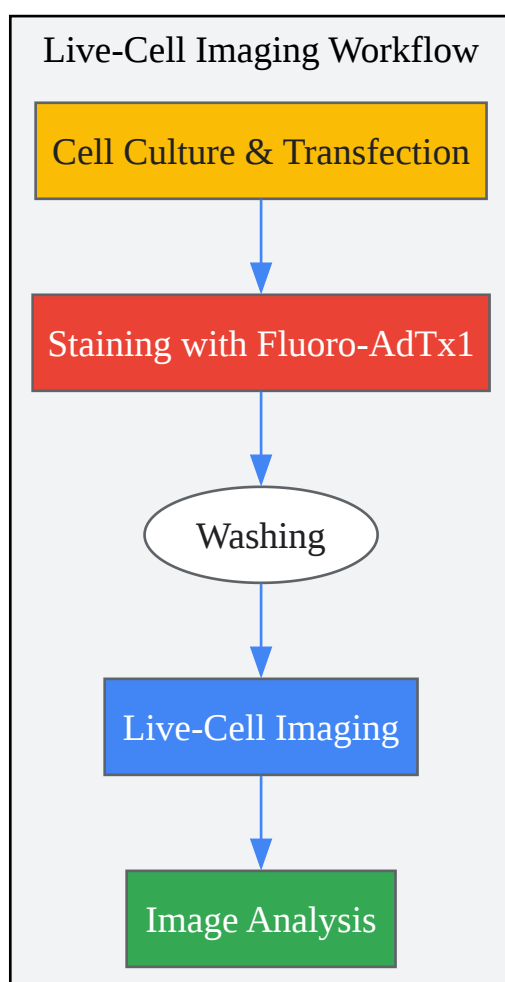 Live-Cell Imaging Workflow
Cell Culture & Transfection
Staining with Fluoro-AdTx1
Washing
Live-Cell Imaging
Image Analysis